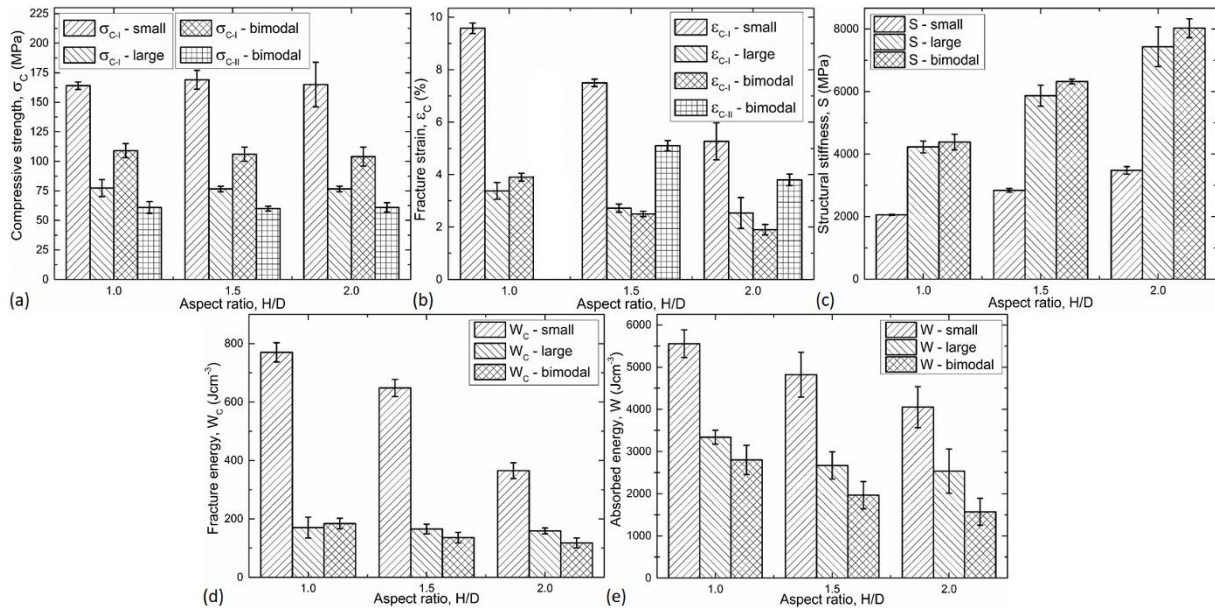 Compressive strength, σC (MPa)
225
200
175
150
125
100
75
50
25
0
σC-I - small
σC-I - large
σC-I - bimodal
σC-II - bimodal
1.0 1.5 2.0
Aspect ratio, H/D
(a)
Fracture strain, εC (%)
10
8
6
4
2
0
εC-I - small
εC-I - large
εC-I - bimodal
εC-II - bimodal
1.0 1.5 2.0
Aspect ratio, H/D
(b)
Structural stiffness, S (MPa)
8000
6000
4000
2000
0
S - small
S - large
S - bimodal
1.0 1.5 2.0
Aspect ratio, H/D
(c)
Fracture energy, WC (Jcm-3)
800
600
400
200
0
WC - small
WC - large
WC - bimodal
1.0 1.5 2.0
Aspect ratio, H/D
(d)
Absorbed energy, W (Jcm-3)
6000
5000
4000
3000
2000
1000
0
W - small
W - large
W - bimodal
1.0 1.5 2.0
Aspect ratio, H/D
(e)